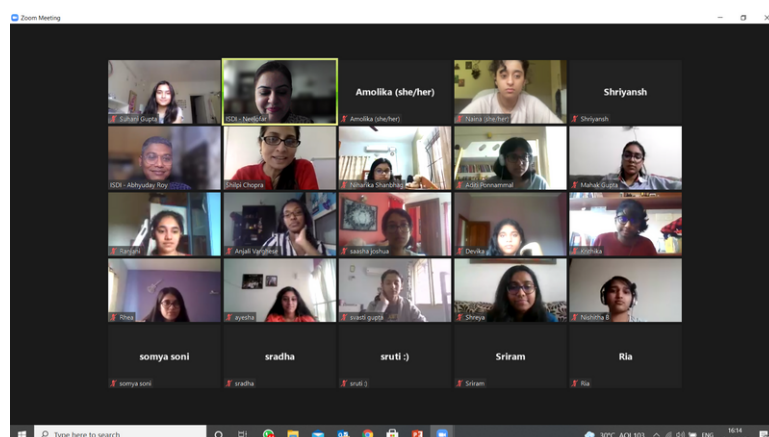 Zoom Meeting
Suhani Gupta
ISDI - Neelofar
Amolika (she/her)
Amolika (she/her)
Naina (she/her)
Shriyansh
Shriyansh
ISDI - Abhyuday Roy
Shilpi Chopra
Niharika Shanbhag
Aditi Ponnammal
Mahak Gupta
Ranjani
Anjali Varghese
saasha joshua
Devika
Krithika
Rhea
ayesha
svasti gupta
Shreya
Nishitha B
somya soni
somya soni
sradha
sradha
sruti :)
sruti :)
Sriram
Sriram
Ria
Ria
Type here to search
30°C AQI 103
ENG
16:14